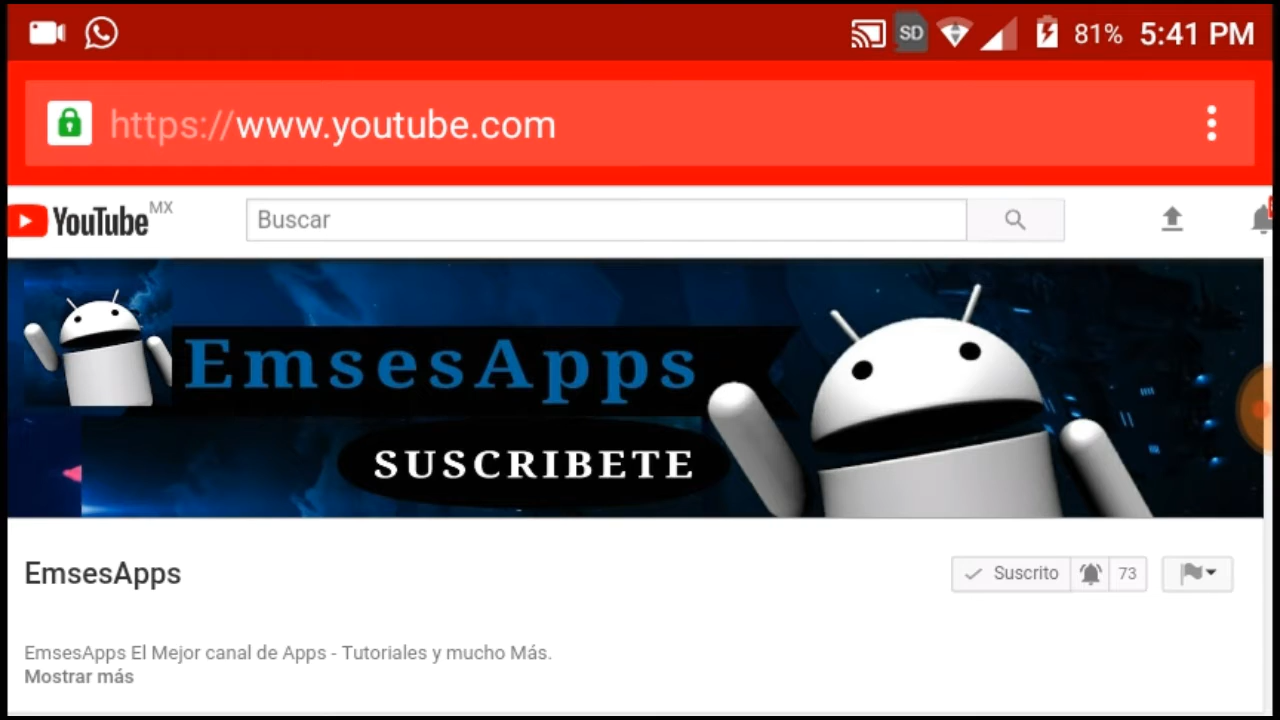 SD 81% 5:41 PM
https://www.youtube.com
YouTube MX Buscar
EmsesApps
SUSCRIBETE
EmsesApps Suscrito 73
EmsesApps El Mejor canal de Apps - Tutoriales y mucho Más.
Mostrar más